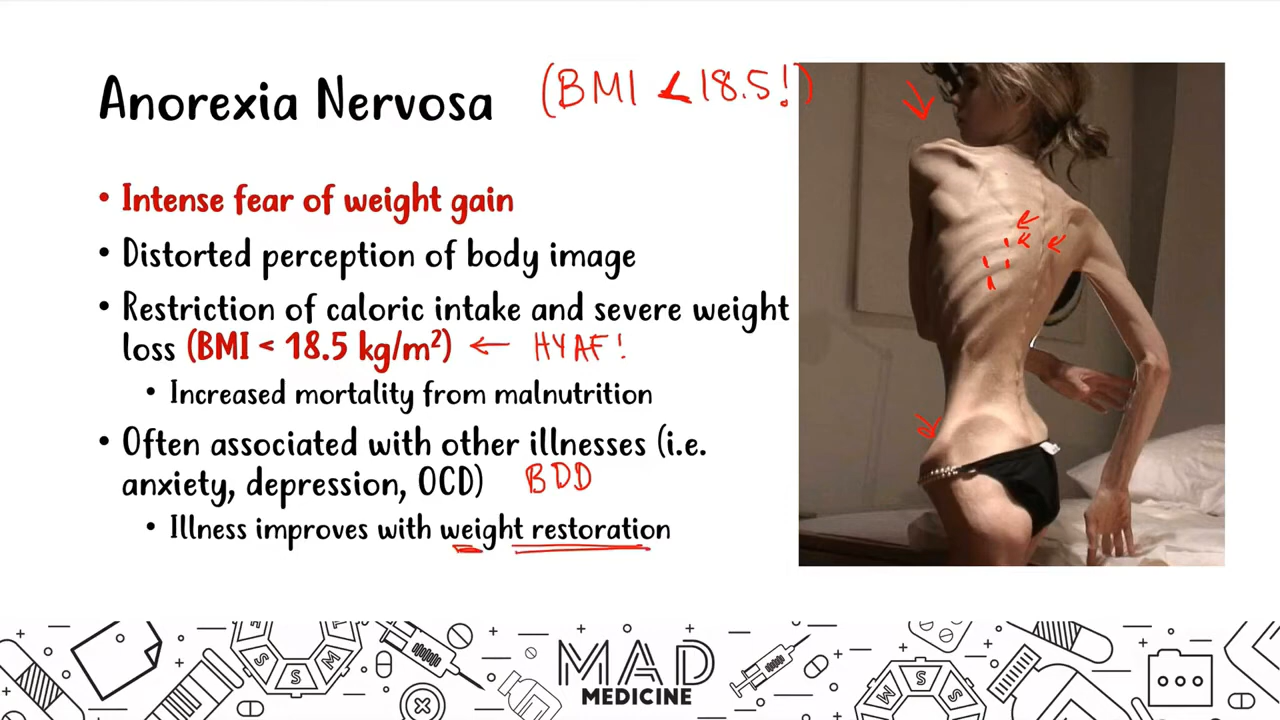 Anorexia Nervosa (BMI < 18.5!)
• Intense fear of weight gain
• Distorted perception of body image
• Restriction of caloric intake and severe weight
loss (BMI < 18.5 kg/m²) ← HYAF!
• Increased mortality from malnutrition
• Often associated with other illnesses (i.e.
anxiety, depression, OCD) BDD
• Illness improves with weight restoration
MAD
MEDICINE